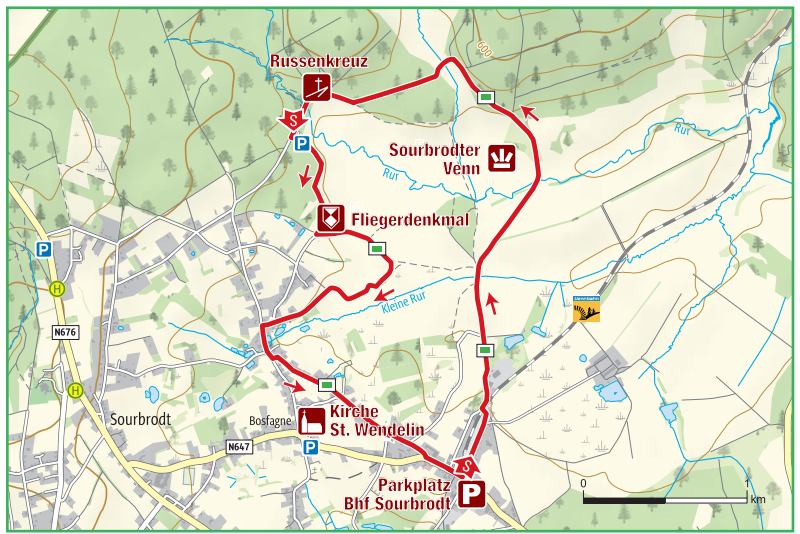 600
Russenkreuz
S
P
Rur
Sourbrodter
Venn
Rur
Fliegerdenkmal
P
H
Kleine Rur
N676
H
Sourbrodt
Bosfagne
Kirche
St. Wendelin
N647
P
S
Parkplatz
Bhf Sourbrodt
P
0
1
km